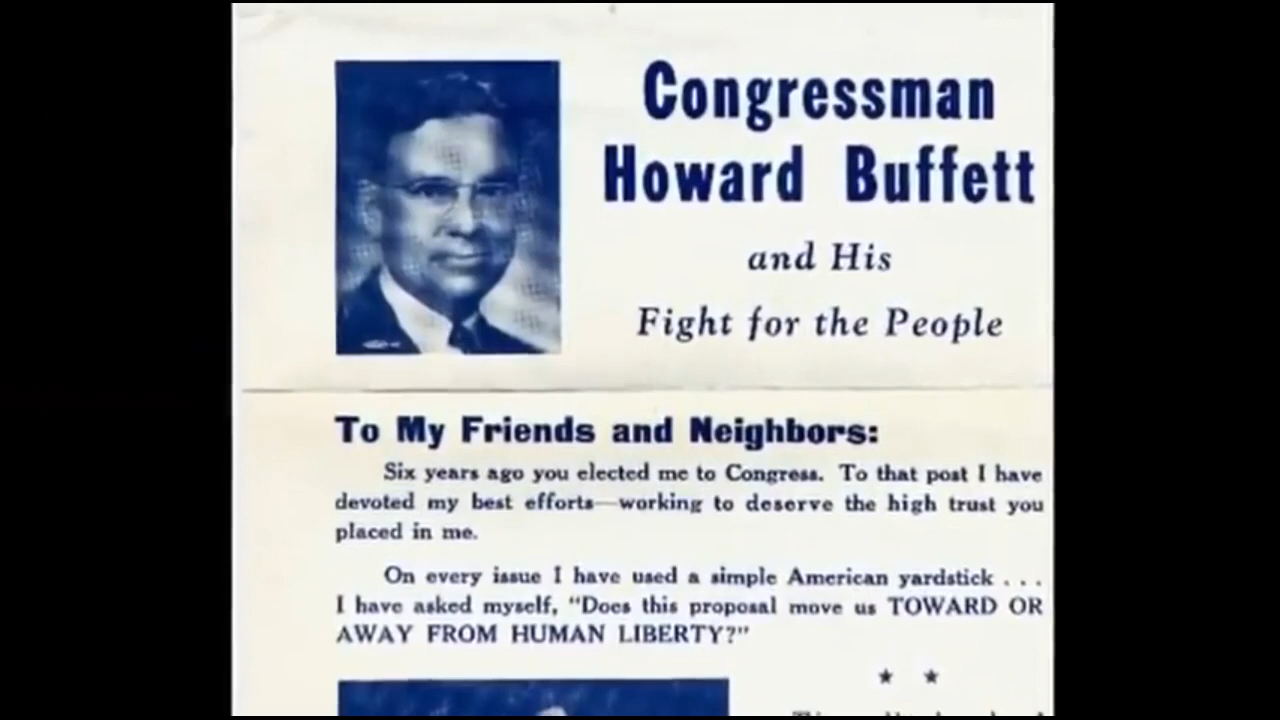 Congressman
Howard Buffett
and His
Fight for the People
To My Friends and Neighbors:
Six years ago you elected me to Congress. To that post I have
devoted my best efforts—working to deserve the high trust you
placed in me.
On every issue I have used a simple American yardstick . . .
I have asked myself, "Does this proposal move us TOWARD OR
AWAY FROM HUMAN LIBERTY?"
★ ★